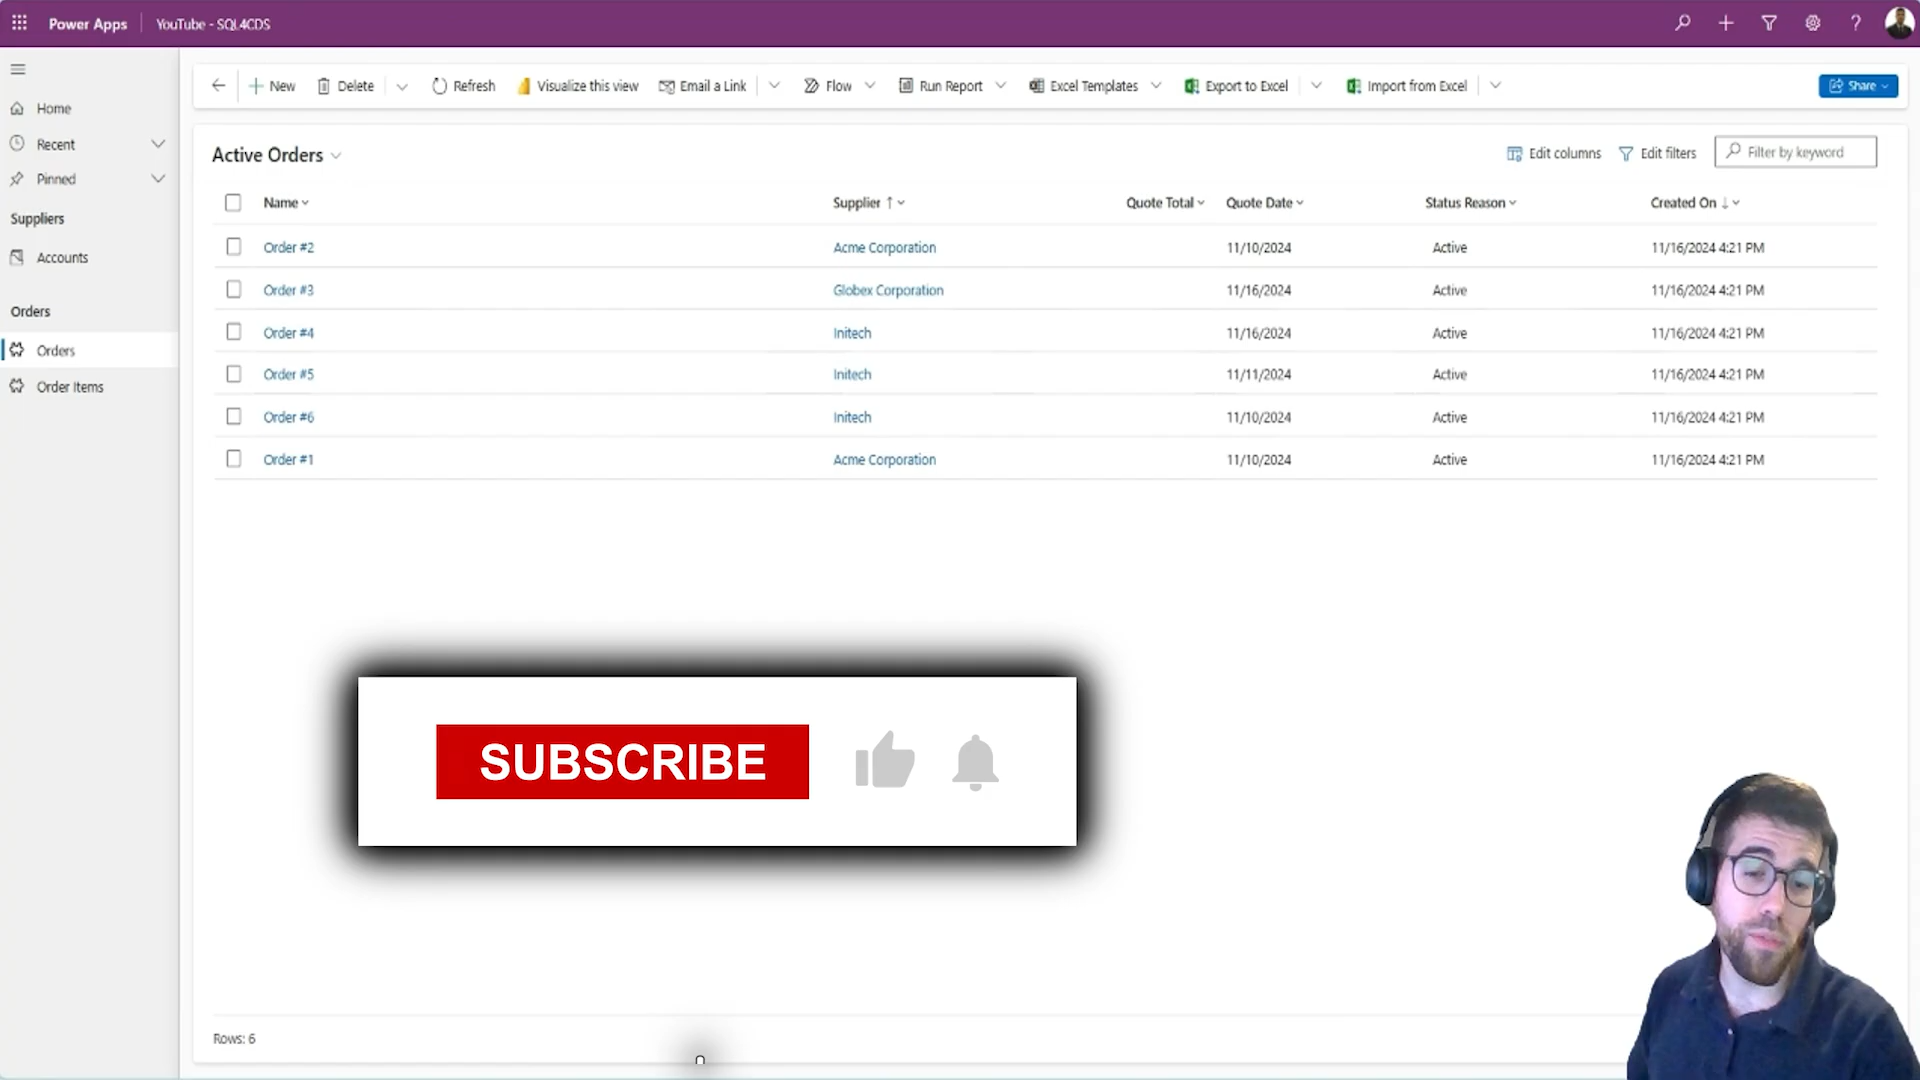 Power Apps YouTube - SQL4CDS
New Delete Refresh Visualize this view Email a Link Flow Run Report Excel Templates Export to Excel Import from Excel Share
Home
Recent
Pinned
Suppliers
Accounts
Orders
Orders
Order Items
Active Orders Edit columns Edit filters Filter by keyword
Name Supplier Quote Total Quote Date Status Reason Created On
Order #2 Acme Corporation 11/10/2024 Active 11/16/2024 4:21 PM
Order #3 Globex Corporation 11/16/2024 Active 11/16/2024 4:21 PM
Order #4 Initech 11/16/2024 Active 11/16/2024 4:21 PM
Order #5 Initech 11/11/2024 Active 11/16/2024 4:21 PM
Order #6 Initech 11/10/2024 Active 11/16/2024 4:21 PM
Order #1 Acme Corporation 11/10/2024 Active 11/16/2024 4:21 PM
SUBSCRIBE
Rows: 6